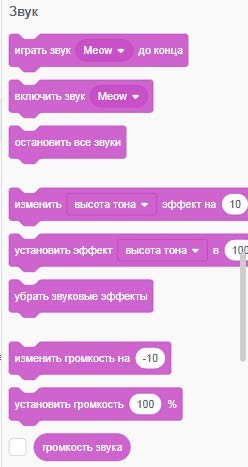 Звук
играть звук Meow до конца
включить звук Meow
остановить все звуки
изменить высота тона эффект на 10
установить эффект высота тона в 100
убрать звуковые эффекты
изменить громкость на -10
установить громкость 100 %
громкость звука